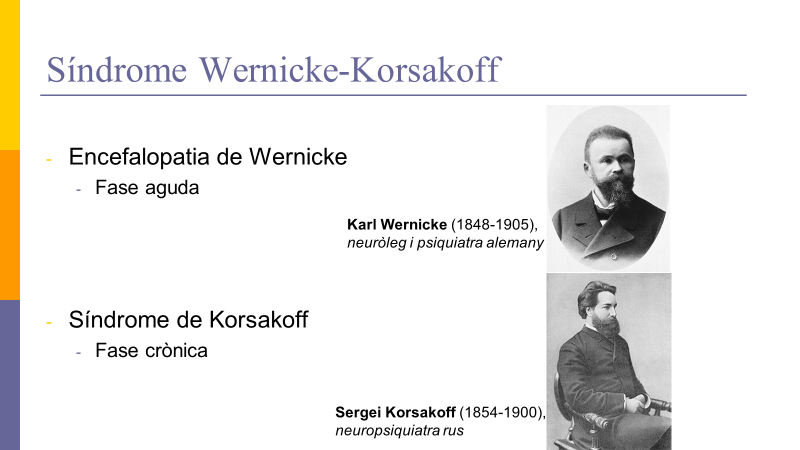 Síndrome Wernicke-Korsakoff
- Encefalopatia de Wernicke
- Fase aguda
Karl Wernicke (1848-1905),
neuròleg i psiquiatra alemany
- Síndrome de Korsakoff
- Fase crònica
Sergei Korsakoff (1854-1900),
neuropsiquiatra rus